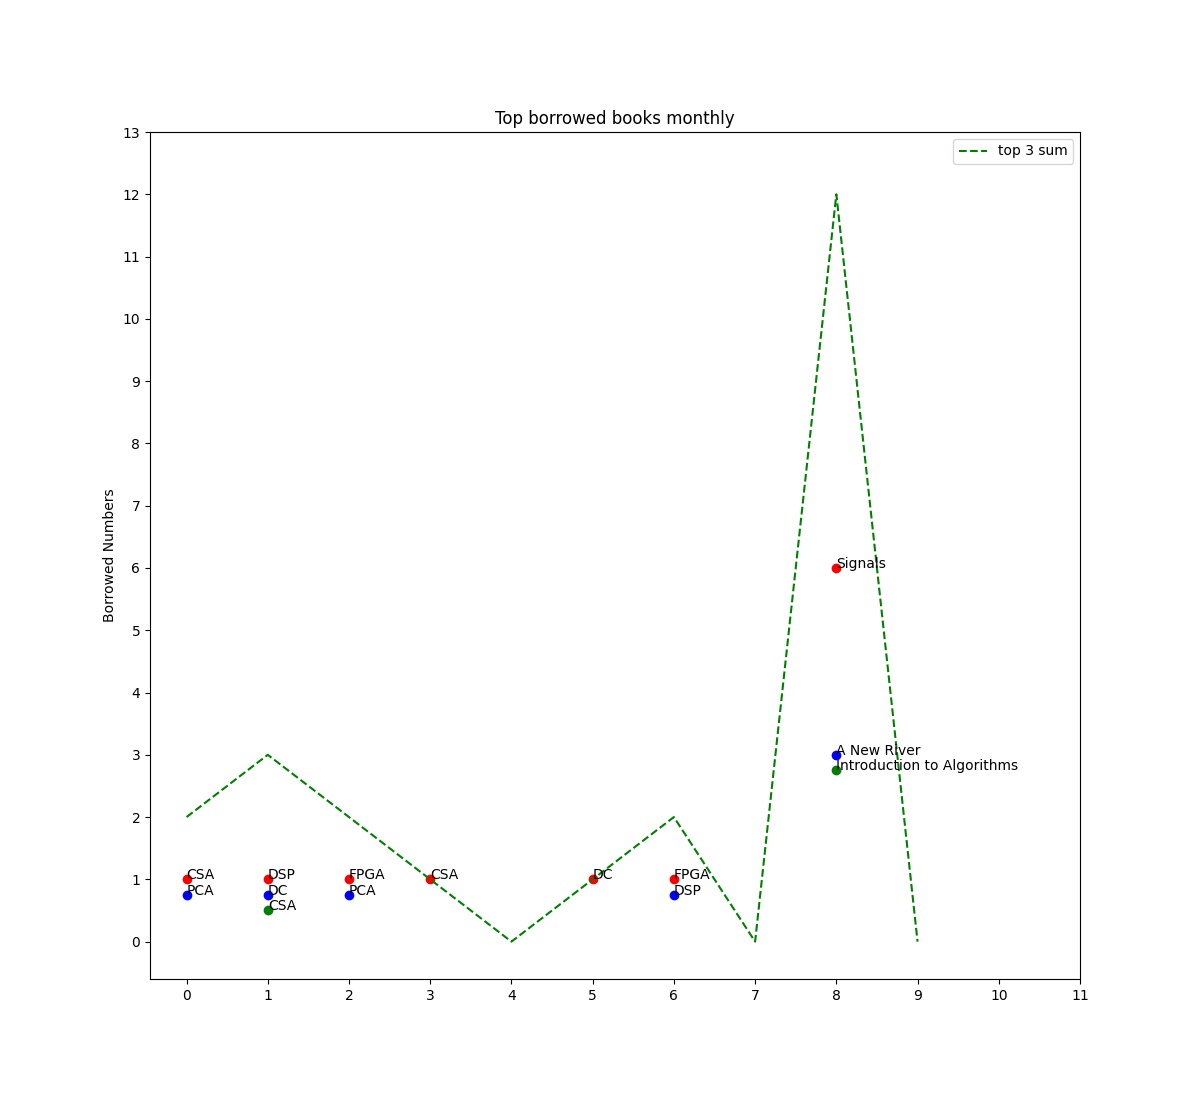 Top borrowed books monthly
13
top 3 sum
12
11
10
9
8
7
Borrowed Numbers
6
Signals
5
4
3
A New River
Introduction to Algorithms
2
1
CSA
DSP
FPGA
CSA
DC
FPGA
PCA
DC
PCA
DSP
CSA
0
0 1 2 3 4 5 6 7 8 9 10 11